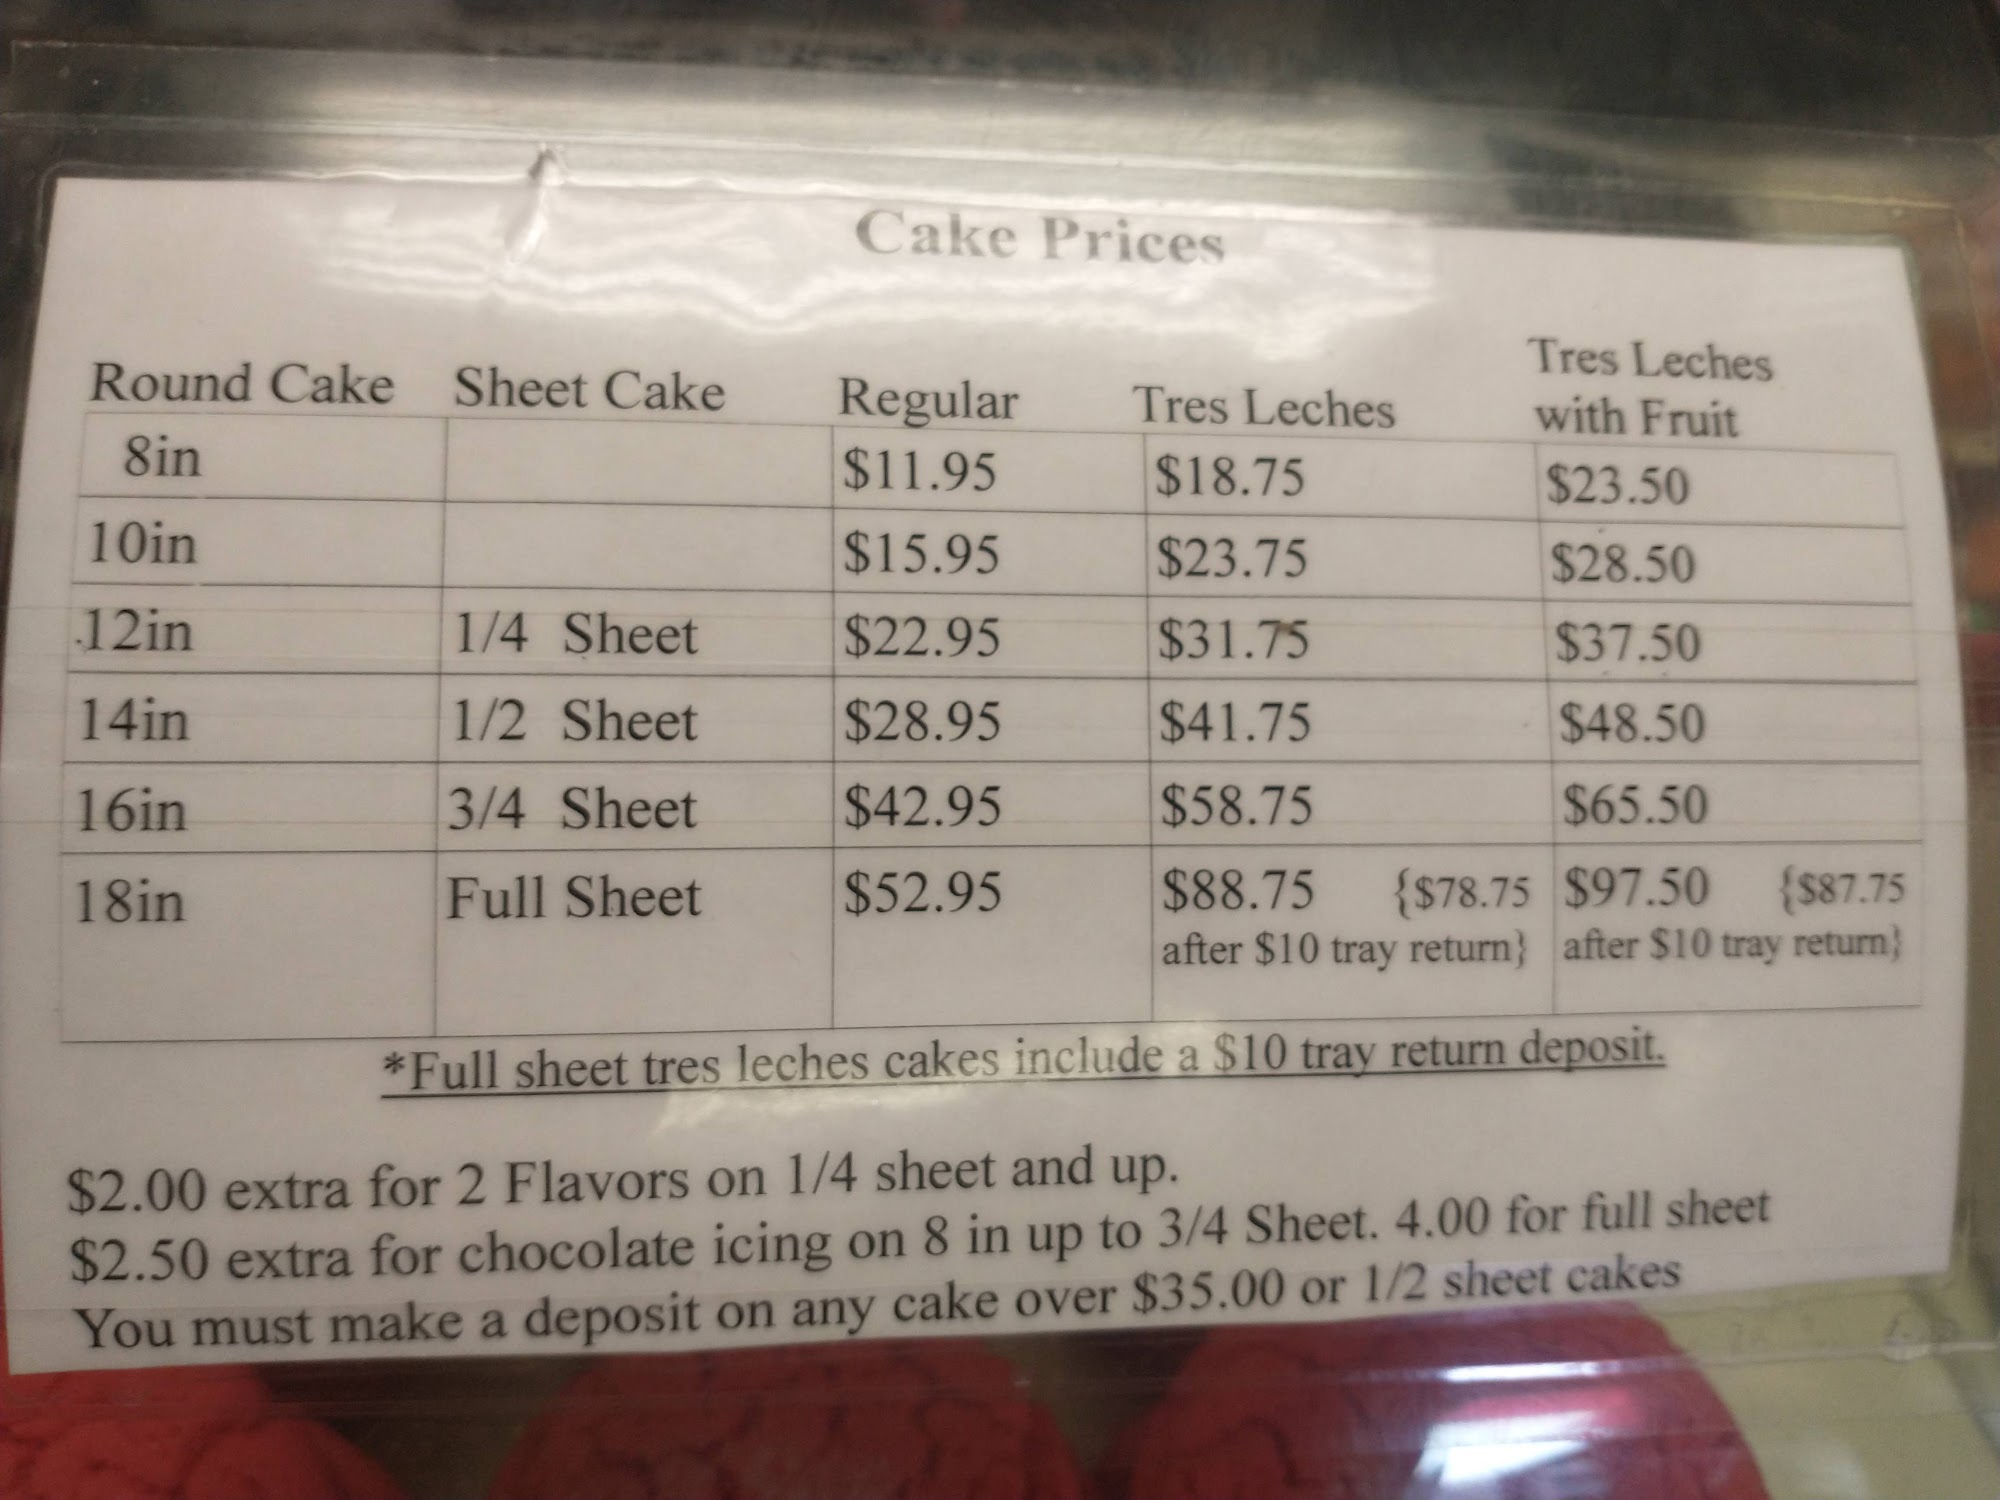 Cake Prices
Round Cake Sheet Cake Regular Tres Leches Tres Leches with Fruit
8in $11.95 $18.75 $23.50
10in $15.95 $23.75 $28.50
12in 1/4 Sheet $22.95 $31.75 $37.50
14in 1/2 Sheet $28.95 $41.75 $48.50
16in 3/4 Sheet $42.95 $58.75 $65.50
18in Full Sheet $52.95 $88.75 {$78.75 $97.50 {$87.75
after $10 tray return} after $10 tray return}
*Full sheet tres leches cakes include a $10 tray return deposit.
$2.00 extra for 2 Flavors on 1/4 sheet and up.
$2.50 extra for chocolate icing on 8 in up to 3/4 Sheet. 4.00 for full sheet
You must make a deposit on any cake over $35.00 or 1/2 sheet cakes